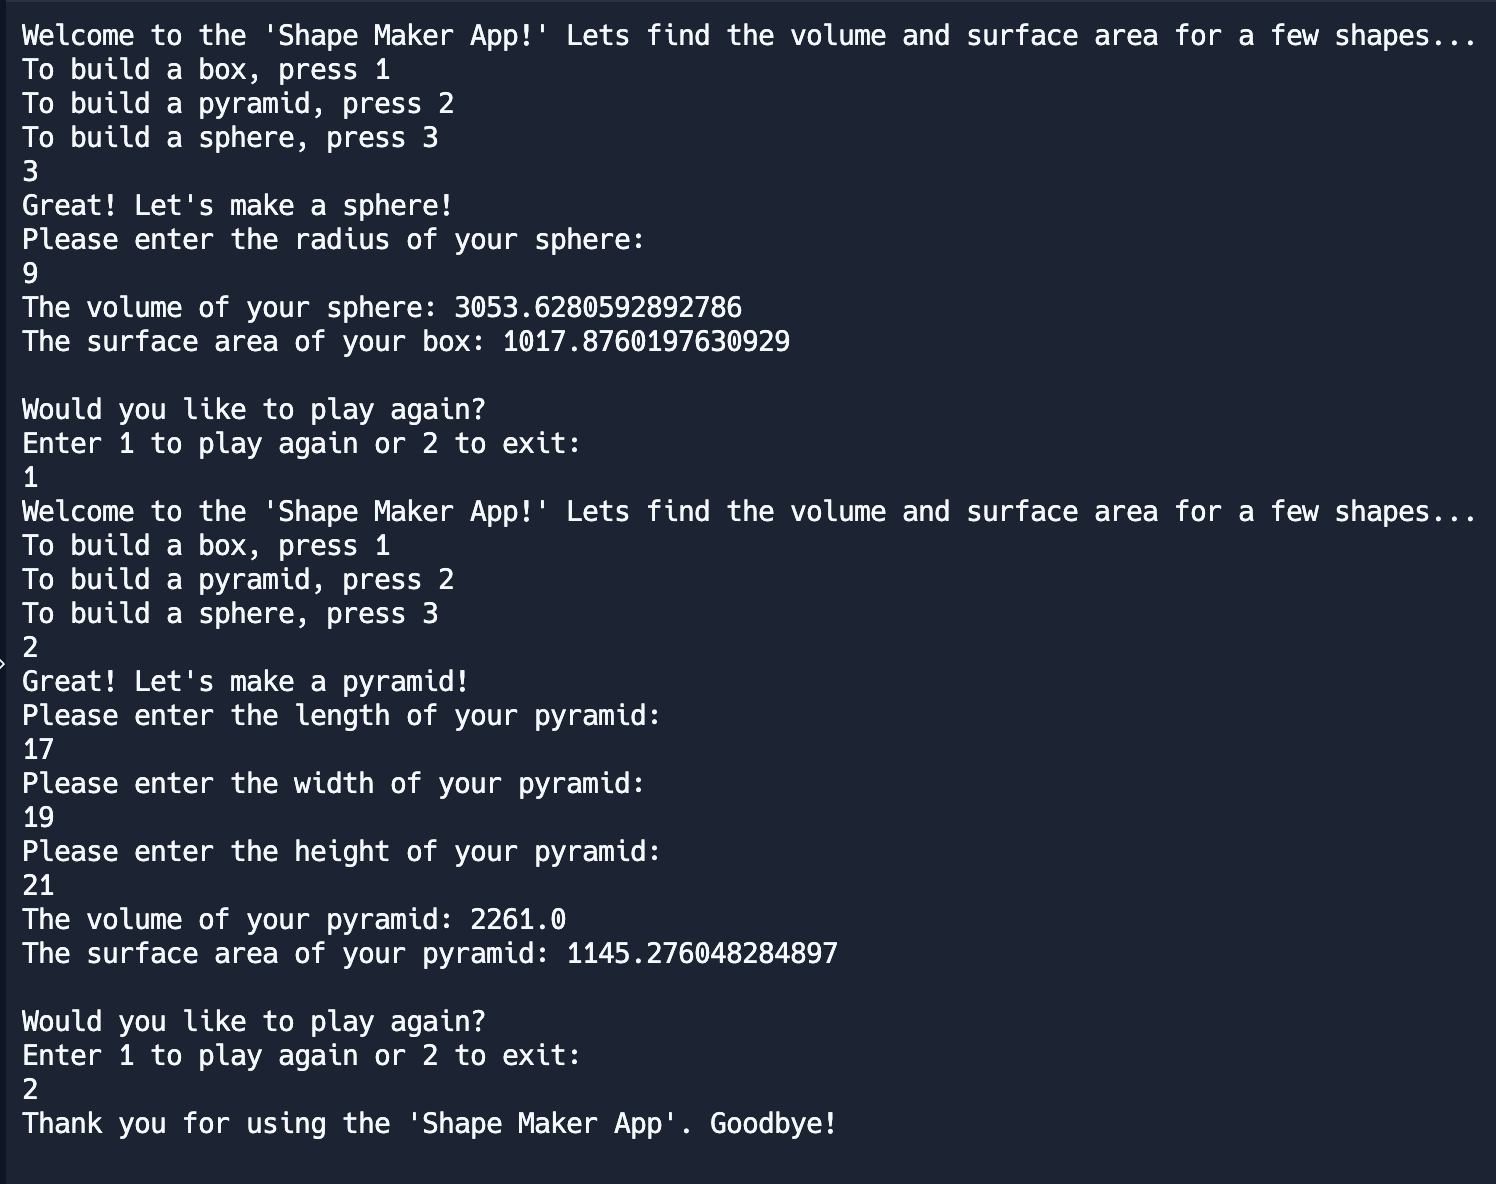 Welcome to the 'Shape Maker App!' Lets find the volume and surface area for a few shapes...
To build a box, press 1
To build a pyramid, press 2
To build a sphere, press 3
3
Great! Let's make a sphere!
Please enter the radius of your sphere:
9
The volume of your sphere: 3053.6280592892786
The surface area of your box: 1017.8760197630929
Would you like to play again?
Enter 1 to play again or 2 to exit:
1
Welcome to the 'Shape Maker App!' Lets find the volume and surface area for a few shapes...
To build a box, press 1
To build a pyramid, press 2
To build a sphere, press 3
2
Great! Let's make a pyramid!
Please enter the length of your pyramid:
17
Please enter the width of your pyramid:
19
Please enter the height of your pyramid:
21
The volume of your pyramid: 2261.0
The surface area of your pyramid: 1145.276048284897
Would you like to play again?
Enter 1 to play again or 2 to exit:
2
Thank you for using the 'Shape Maker App'. Goodbye!